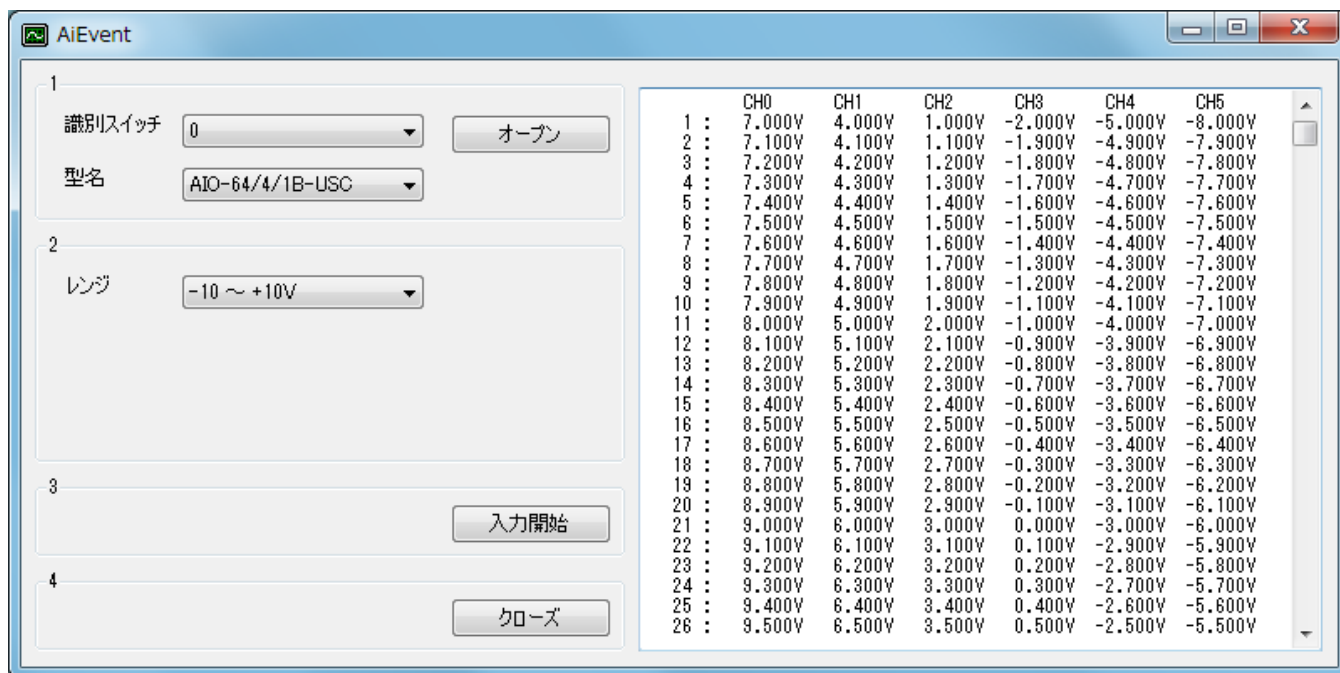 AiEvent
1
識別スイッチ 0 オープン
型名 AIO-64/4/1B-USC
2
レンジ -10 ～ +10V
3
入力開始
4
クローズ
CH0 CH1 CH2 CH3 CH4 CH5
1 : 7.000V 4.000V 1.000V -2.000V -5.000V -8.000V
2 : 7.100V 4.100V 1.100V -1.900V -4.900V -7.900V
3 : 7.200V 4.200V 1.200V -1.800V -4.800V -7.800V
4 : 7.300V 4.300V 1.300V -1.700V -4.700V -7.700V
5 : 7.400V 4.400V 1.400V -1.600V -4.600V -7.600V
6 : 7.500V 4.500V 1.500V -1.500V -4.500V -7.500V
7 : 7.600V 4.600V 1.600V -1.400V -4.400V -7.400V
8 : 7.700V 4.700V 1.700V -1.300V -4.300V -7.300V
9 : 7.800V 4.800V 1.800V -1.200V -4.200V -7.200V
10 : 7.900V 4.900V 1.900V -1.100V -4.100V -7.100V
11 : 8.000V 5.000V 2.000V -1.000V -4.000V -7.000V
12 : 8.100V 5.100V 2.100V -0.900V -3.900V -6.900V
13 : 8.200V 5.200V 2.200V -0.800V -3.800V -6.800V
14 : 8.300V 5.300V 2.300V -0.700V -3.700V -6.700V
15 : 8.400V 5.400V 2.400V -0.600V -3.600V -6.600V
16 : 8.500V 5.500V 2.500V -0.500V -3.500V -6.500V
17 : 8.600V 5.600V 2.600V -0.400V -3.400V -6.400V
18 : 8.700V 5.700V 2.700V -0.300V -3.300V -6.300V
19 : 8.800V 5.800V 2.800V -0.200V -3.200V -6.200V
20 : 8.900V 5.900V 2.900V -0.100V -3.100V -6.100V
21 : 9.000V 6.000V 3.000V 0.000V -3.000V -6.000V
22 : 9.100V 6.100V 3.100V 0.100V -2.900V -5.900V
23 : 9.200V 6.200V 3.200V 0.200V -2.800V -5.800V
24 : 9.300V 6.300V 3.300V 0.300V -2.700V -5.700V
25 : 9.400V 6.400V 3.400V 0.400V -2.600V -5.600V
26 : 9.500V 6.500V 3.500V 0.500V -2.500V -5.500V